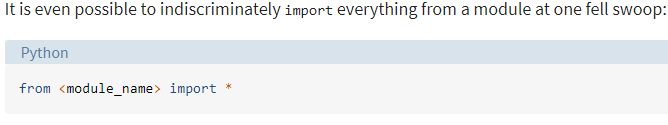 It is even possible to indiscriminately import everything from a module at one fell swoop:
Python
from <module_name> import *